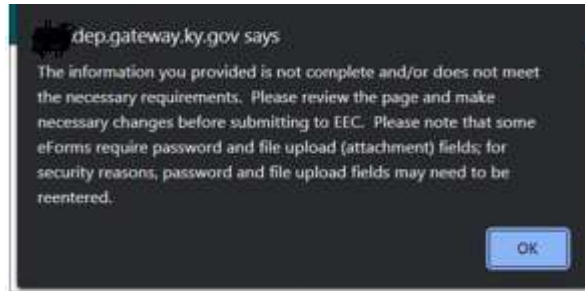 dep.gateway.ky.gov says
The information you provided is not complete and/or does not meet
the necessary requirements. Please review the page and make
necessary changes before submitting to EEC. Please note that some
eForms require password and file upload (attachment) fields; for
security reasons, password and file upload fields may need to be
reentered.
OK